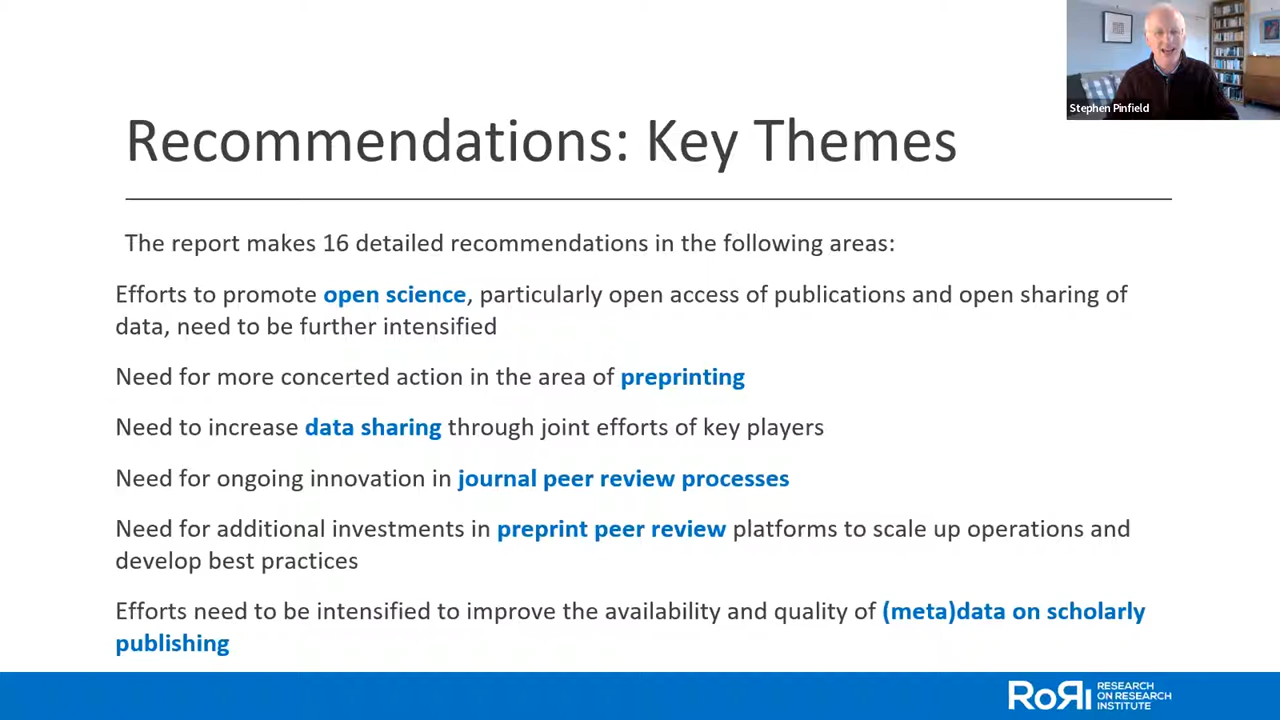 Stephen Pinfield
Recommendations: Key Themes
The report makes 16 detailed recommendations in the following areas:
Efforts to promote open science, particularly open access of publications and open sharing of
data, need to be further intensified
Need for more concerted action in the area of preprinting
Need to increase data sharing through joint efforts of key players
Need for ongoing innovation in journal peer review processes
Need for additional investments in preprint peer review platforms to scale up operations and
develop best practices
Efforts need to be intensified to improve the availability and quality of (meta)data on scholarly
publishing
RoRI
RESEARCH
ON RESEARCH
INSTITUTE